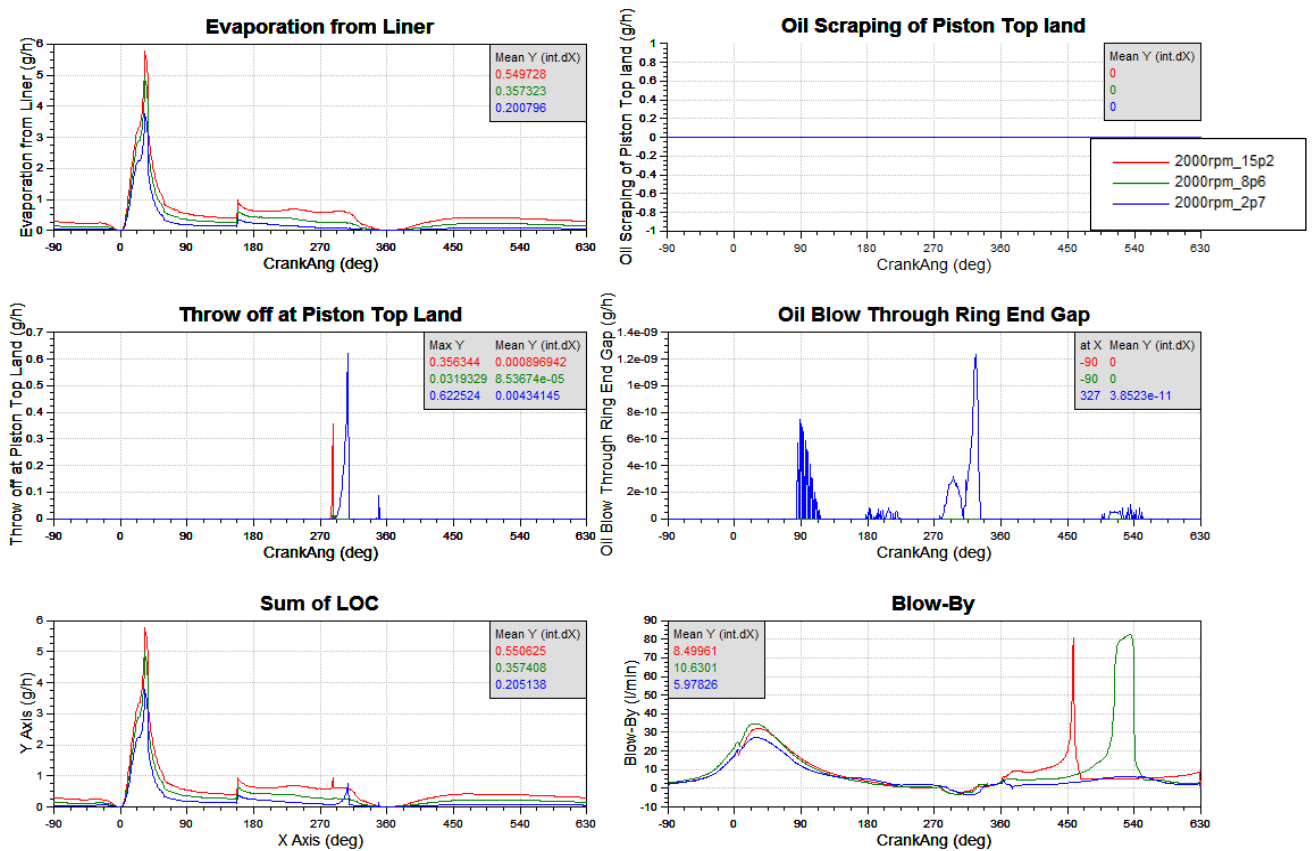 Evaporation from Liner
Evaporation from Liner (g/h)
6
5
4
3
2
1
0
Mean Y (int.dX)
0.549728
0.357323
0.200796
-90 0 90 180 270 360 450 540 630
CrankAng (deg)
Oil Scraping of Piston Top land
Oil Scraping of Piston Top land (g/h)
1
0.8
0.6
0.4
0.2
0
-0.2
-0.4
-0.6
-0.8
-1
Mean Y (int.dX)
0
0
0
2000rpm_15p2
2000rpm_8p6
2000rpm_2p7
-90 0 90 180 270 360 450 540 630
CrankAng (deg)
Throw off at Piston Top Land
Throw off at Piston Top Land (g/h)
0.7
0.6
0.5
0.4
0.3
0.2
0.1
0
Max Y Mean Y (int.dX)
0.356344 0.000896942
0.0319329 8.53674e-05
0.622524 0.00434145
-90 0 90 180 270 360 450 540 630
CrankAng (deg)
Oil Blow Through Ring End Gap
Oil Blow Through Ring End Gap (g/h)
1.4e-09
1.2e-09
1e-09
8e-10
6e-10
4e-10
2e-10
0
at X Mean Y (int.dX)
-90 0
-90 0
327 3.8523e-11
-90 0 90 180 270 360 450 540 630
CrankAng (deg)
Sum of LOC
Y Axis (g/h)
6
5
4
3
2
1
0
Mean Y (int.dX)
0.550625
0.357408
0.205138
-90 0 90 180 270 360 450 540 630
X Axis (deg)
Blow-By
Blow-By (l/min)
90
80
70
60
50
40
30
20
10
0
-10
Mean Y (int.dX)
8.49961
10.6301
5.97826
-90 0 90 180 270 360 450 540 630
CrankAng (deg)